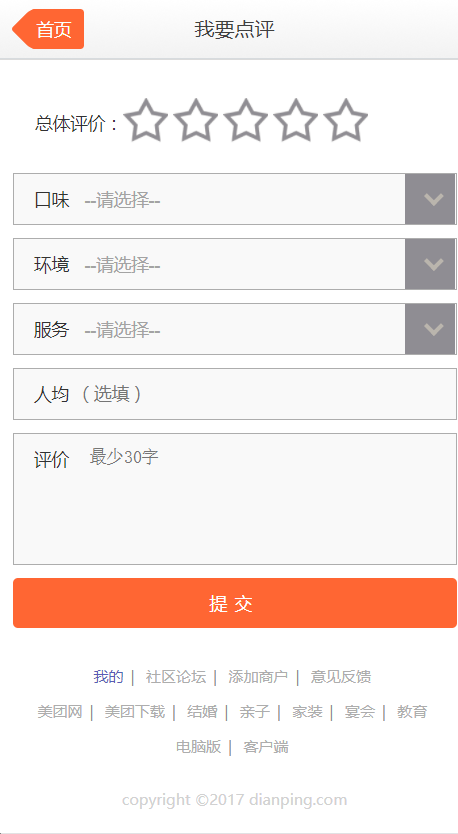 首页 我要点评
总体评价：
口味 --请选择--
环境 --请选择--
服务 --请选择--
人均 （选填）
评价 最少30字
提 交
我的 | 社区论坛 | 添加商户 | 意见反馈
美团网 | 美团下载 | 结婚 | 亲子 | 家装 | 宴会 | 教育
电脑版 | 客户端
copyright ©2017 dianping.com